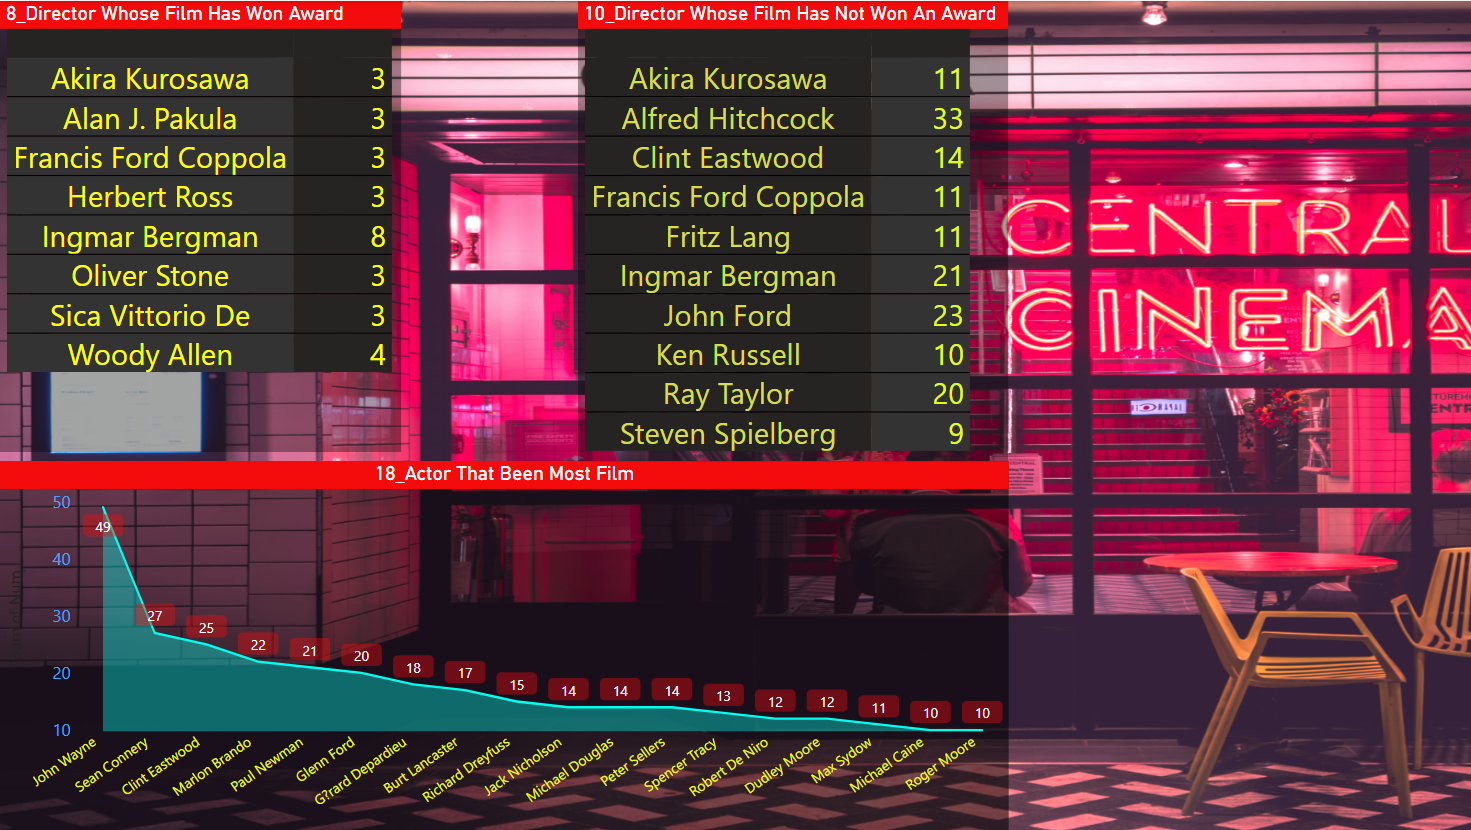 8_Director Whose Film Has Won Award
Akira Kurosawa 3
Alan J. Pakula 3
Francis Ford Coppola 3
Herbert Ross 3
Ingmar Bergman 8
Oliver Stone 3
Sica Vittorio De 3
Woody Allen 4
10_Director Whose Film Has Not Won An Award
Akira Kurosawa 11
Alfred Hitchcock 33
Clint Eastwood 14
Francis Ford Coppola 11
Fritz Lang 11
Ingmar Bergman 21
John Ford 23
Ken Russell 10
Ray Taylor 20
Steven Spielberg 9
CENTRAL
CINEMA
18_Actor That Been Most Film
50
40
30
20
10
49
27
25
22
21
20
18
17
15
14
14
14
13
12
12
11
10
10
John Wayne
Sean Connery
Clint Eastwood
Marlon Brando
Paul Newman
Glenn Ford
G?rard Depardieu
Burt Lancaster
Richard Dreyfuss
Jack Nicholson
Michael Douglas
Peter Sellers
Spencer Tracy
Robert De Niro
Dudley Moore
Max Sydow
Michael Caine
Roger Moore